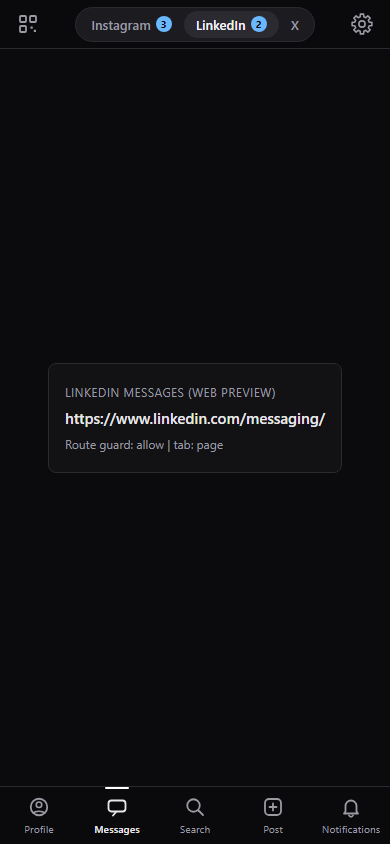 Instagram 3 LinkedIn 2 X
LINKEDIN MESSAGES (WEB PREVIEW)
https://www.linkedin.com/messaging/
Route guard: allow | tab: page
Profile Messages Search Post Notifications